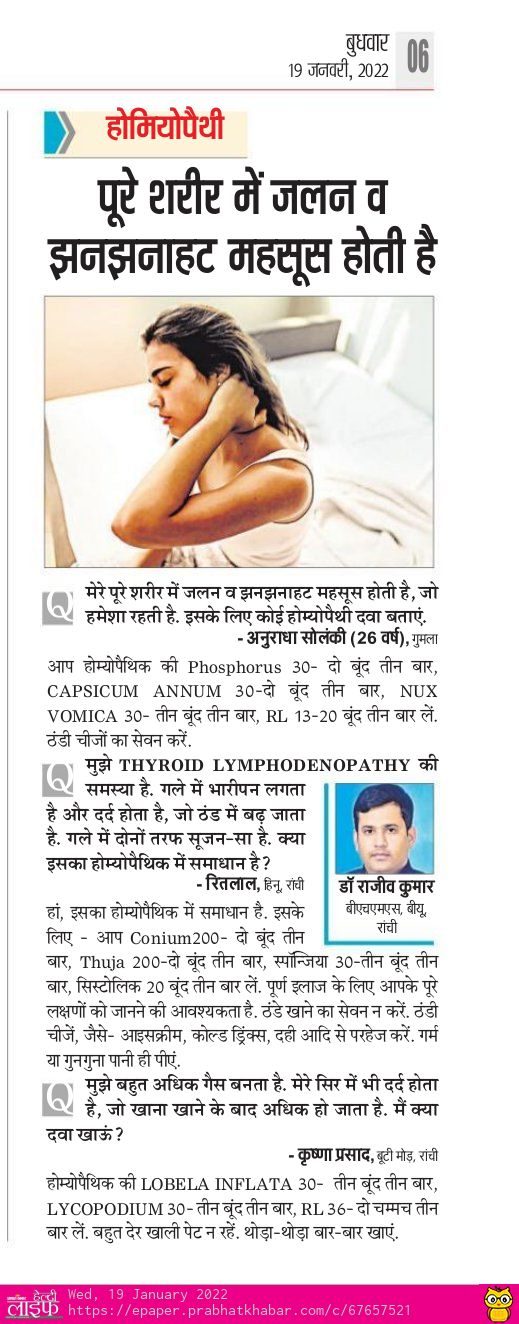 बुधवार
19 जनवरी, 2022
06
होमियोपैथी
पूरे शरीर में जलन व
झनझनाहट महसूस होती है
Q मेरे पूरे शरीर में जलन व झनझनाहट महसूस होती है, जो
हमेशा रहती है. इसके लिए कोई होम्योपैथी दवा बताएं.
- अनुराधा सोलंकी (26 वर्ष), गुमला
आप होम्योपैथिक की Phosphorus 30- दो बूंद तीन बार,
CAPSICUM ANNUM 30-दो बूंद तीन बार, NUX
VOMICA 30- तीन बूंद तीन बार, RL 13-20 बूंद तीन बार लें.
ठंडी चीजों का सेवन करें.
Q मुझे THYROID LYMPHODENOPATHY की
समस्या है. गले में भारीपन लगता
है और दर्द होता है, जो ठंड में बढ़ जाता
है. गले में दोनों तरफ सूजन-सा है. क्या
इसका होम्योपैथिक में समाधान है?
- रितलाल, हिनू, रांची
हां, इसका होम्योपैथिक में समाधान है. इसके
लिए - आप Conium200- दो बूंद तीन
बार, Thuja 200-दो बूंद तीन बार, स्पॉन्जिया 30-तीन बूंद तीन
बार, सिस्टोलिक 20 बूंद तीन बार लें. पूर्ण इलाज के लिए आपके पूरे
लक्षणों को जानने की आवश्यकता है. ठंडे खाने का सेवन न करें. ठंडी
चीजें, जैसे- आइसक्रीम, कोल्ड ड्रिंक्स, दही आदि से परहेज करें. गर्म
या गुनगुना पानी ही पीएं.
डॉ राजीव कुमार
बीएचएमएस, बीयू,
रांची
Q मुझे बहुत अधिक गैस बनता है. मेरे सिर में भी दर्द होता
है, जो खाना खाने के बाद अधिक हो जाता है. मैं क्या
दवा खाऊं?
- कृष्णा प्रसाद, बूटी मोड़, रांची
होम्योपैथिक की LOBELA INFLATA 30- तीन बूंद तीन बार,
LYCOPODIUM 30- तीन बूंद तीन बार, RL 36- दो चम्मच तीन
बार लें. बहुत देर खाली पेट न रहें. थोड़ा-थोड़ा बार-बार खाएं.
हेल्दी
लाइफ
Wed, 19 January 2022
https://epaper.prabhatkhabar.com/c/67657521